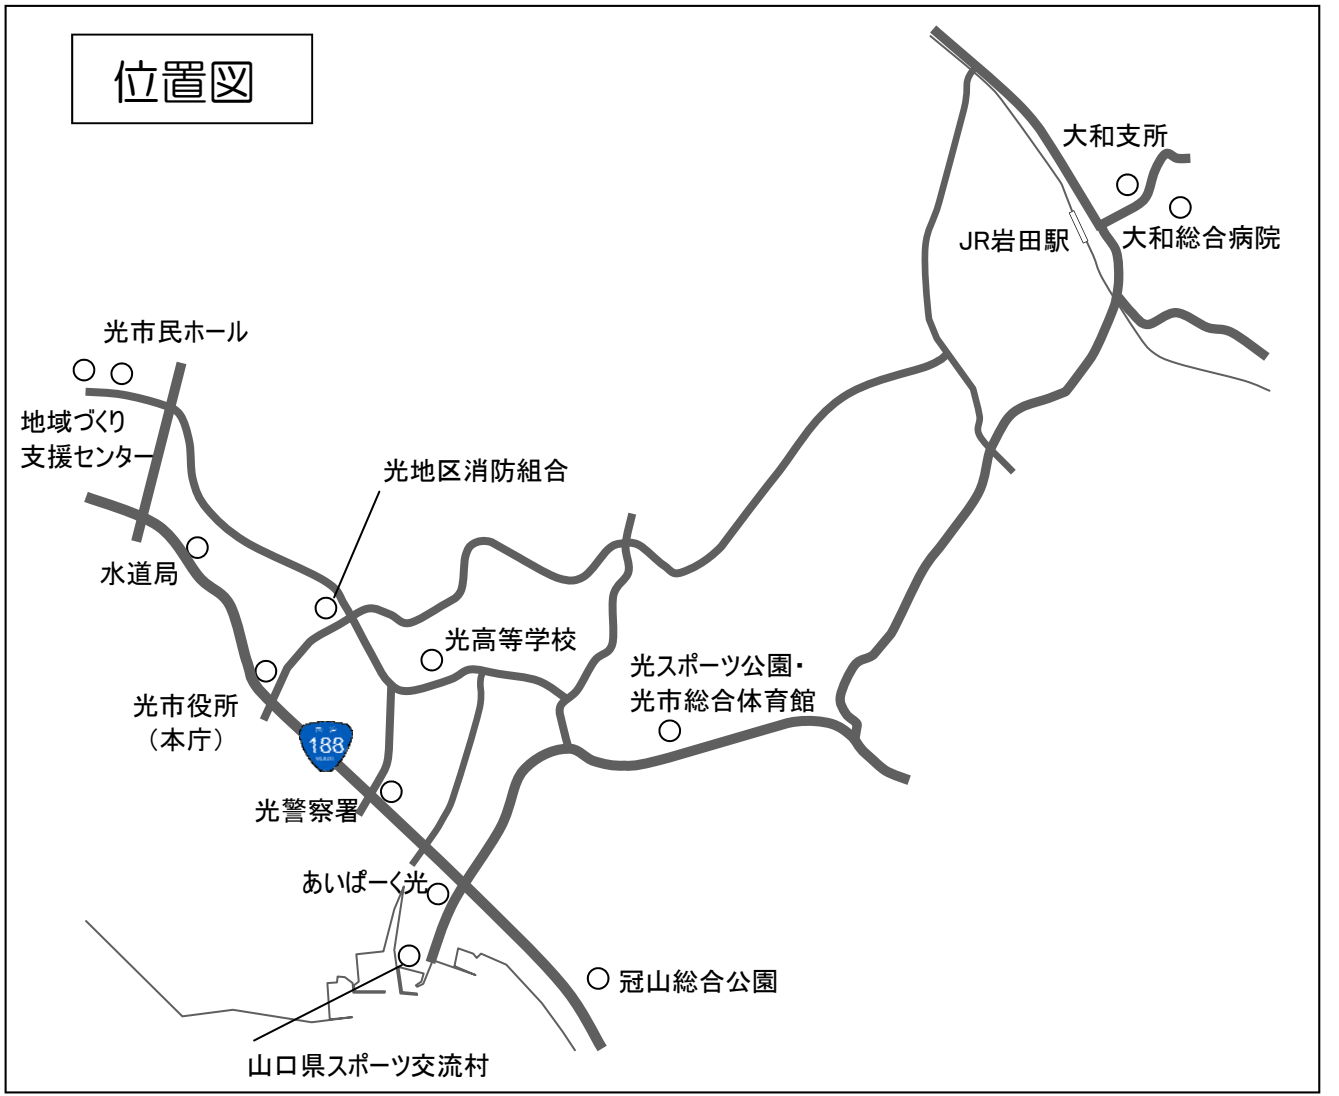 位置図
大和支所
JR岩田駅
大和総合病院
光市民ホール
地域づくり
支援センター
光地区消防組合
水道局
光高等学校
光スポーツ公園・
光市総合体育館
光市役所
（本庁）
188
光警察署
あいぱーく光
冠山総合公園
山口県スポーツ交流村